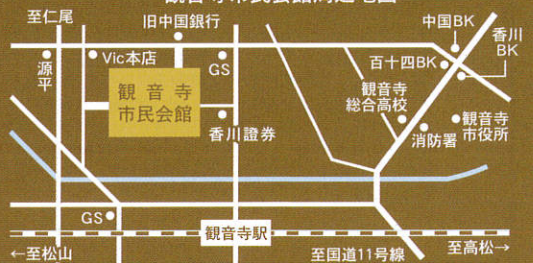 至仁尾
旧中国銀行
中国BK
香川
BK
源平
Vic本店
GS
百十四BK
観音寺
市民会館
観音寺
総合高校
香川證券
消防署
観音寺
市役所
GS
観音寺駅
←至松山
至国道11号線
至高松→